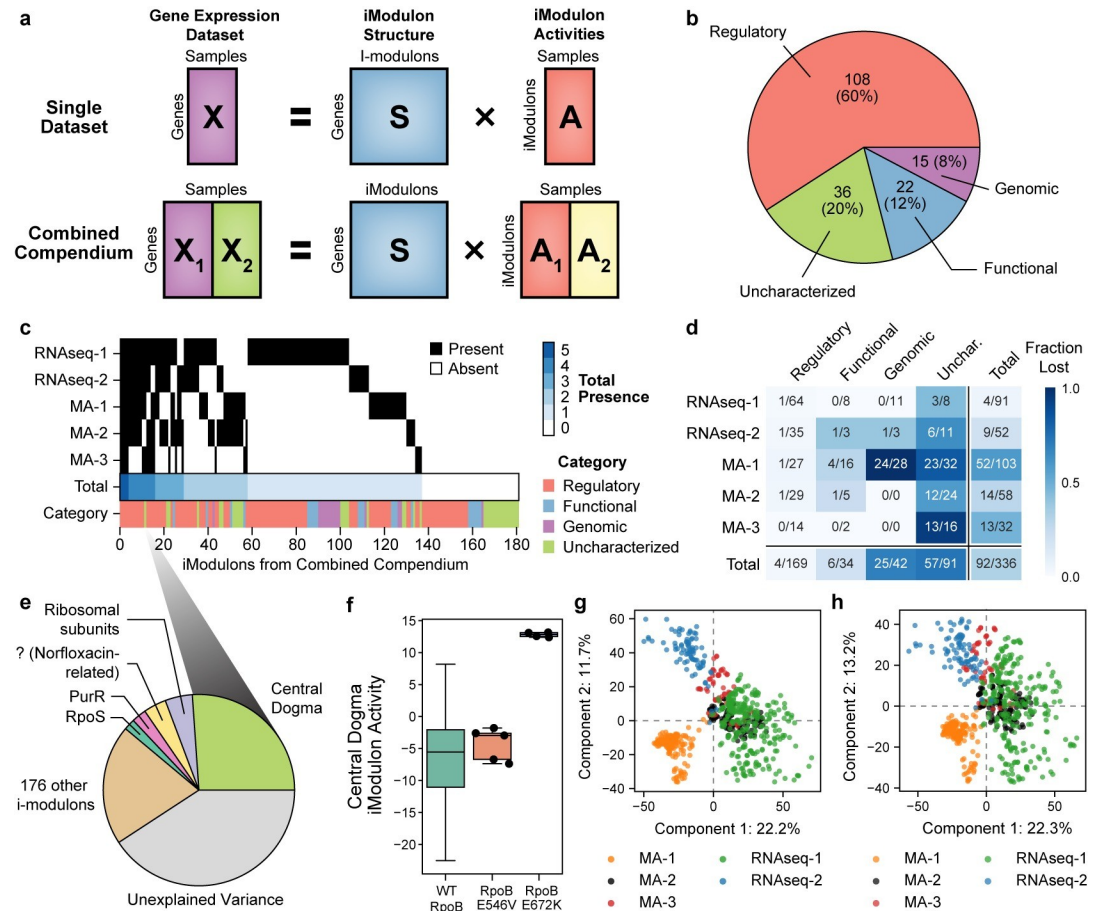 a
Gene Expression
Dataset
iModulon
Structure
iModulon
Activities
Samples
I-modulons
Samples
Single
Dataset
Genes
X
=
Genes
S
×
iModulons
A
Samples
iModulons
Samples
Combined
Compendium
Genes
X1
X2
=
Genes
S
×
iModulons
A1
A2
b
Regulatory
108
(60%)
15 (8%)
Genomic
22
(12%)
Functional
36
(20%)
Uncharacterized
c
RNAseq-1
RNAseq-2
MA-1
MA-2
MA-3
Total
Category
Present
Absent
5
4
3
2
1
0
Total
Presence
Category
Regulatory
Functional
Genomic
Uncharacterized
0 20 40 60 80 100 120 140 160 181
iModulons from Combined Compendium
d
Regulatory Functional Genomic Unchar. Total
Fraction
Lost
RNAseq-1 1/64 0/8 0/11 3/8 4/91
RNAseq-2 1/35 1/3 1/3 6/11 9/52
MA-1 1/27 4/16 24/28 23/32 52/103
MA-2 1/29 1/5 0/0 12/24 14/58
MA-3 0/14 0/2 0/0 13/16 13/32
Total 4/169 6/34 25/42 57/91 92/336
1.0
0.5
0.0
e
Ribosomal
subunits
? (Norfloxacin-
related)
PurR
RpoS
Central
Dogma
176 other
i-modulons
Unexplained Variance
f
Central Dogma
iModulon Activity
15
10
5
0
−5
−10
−15
−20
WT
RpoB
RpoB
E546V
RpoB
E672K
g
Component 2: 11.7%
60
40
20
0
−20
−40
−50 0 50
Component 1: 22.2%
MA-1
MA-2
MA-3
RNAseq-1
RNAseq-2
h
Component 2: 13.2%
40
20
0
−20
−40
−50 0 50
Component 1: 22.3%
MA-1
MA-2
MA-3
RNAseq-1
RNAseq-2